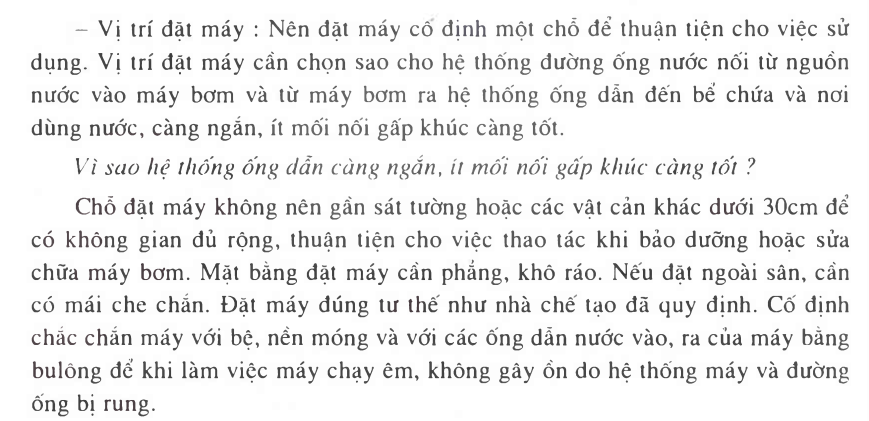 – Vị trí đặt máy : Nên đặt máy cố định một chỗ để thuận tiện cho việc sử
dụng. Vị trí đặt máy cần chọn sao cho hệ thống đường ống nước nối từ nguồn
nước vào máy bơm và từ máy bơm ra hệ thống ống dẫn đến bể chứa và nơi
dùng nước, càng ngắn, ít mối nối gấp khúc càng tốt.
Vì sao hệ thống ống dẫn càng ngắn, ít mối nối gấp khúc càng tốt ?
Chỗ đặt máy không nên gần sát tường hoặc các vật cản khác dưới 30cm để
có không gian đủ rộng, thuận tiện cho việc thao tác khi bảo dưỡng hoặc sửa
chữa máy bơm. Mặt bằng đặt máy cần phẳng, khô ráo. Nếu đặt ngoài sân, cần
có mái che chắn. Đặt máy đúng tư thế như nhà chế tạo đã quy định. Cố định
chắc chắn máy với bệ, nền móng và với các ống dẫn nước vào, ra của máy bằng
bulông để khi làm việc máy chạy êm, không gây ồn do hệ thống máy và đường
ống bị rung.